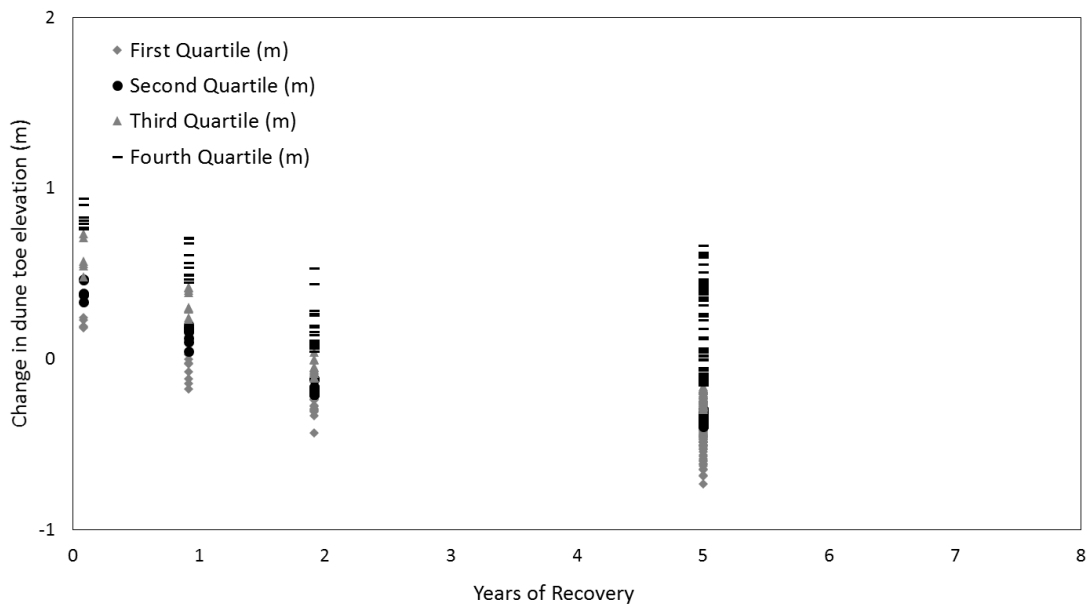 2
First Quartile (m)
Second Quartile (m)
Third Quartile (m)
Fourth Quartile (m)
1
0
-1
Change in dune toe elevation (m)
0 1 2 3 4 5 6 7 8
Years of Recovery